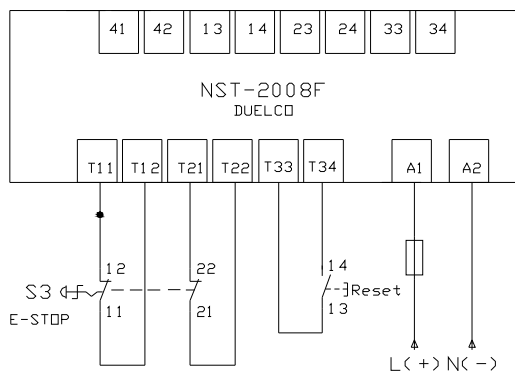 41 42 13 14 23 24 33 34
NST-2008F
DUELCO
T11 T12 T21 T22 T33 T34 A1 A2
12 22 14
S3 Reset
11 21 13
E-STOP
L(+) N(-)